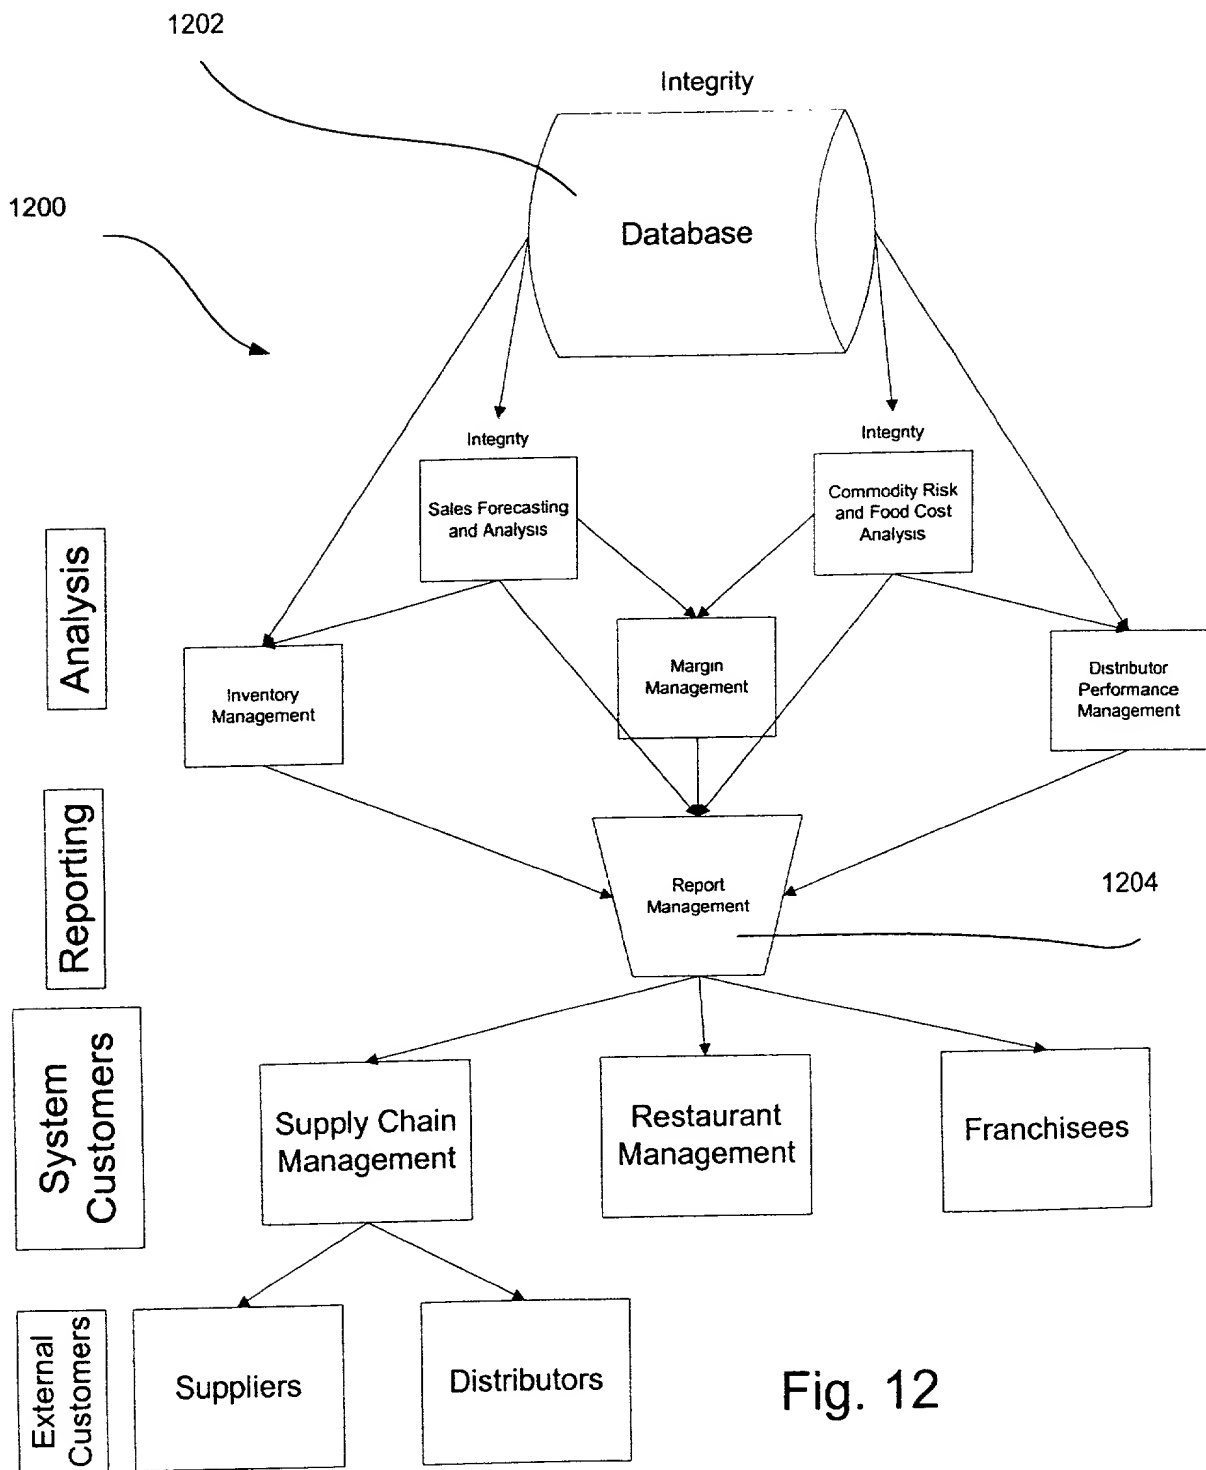 1202
Integrity
1200
Database
Integrity
Integrity
Sales Forecasting
and Analysis
Commodity Risk
and Food Cost
Analysis
Analysis
Inventory
Management
Margin
Management
Distributor
Performance
Management
Reporting
Report
Management
1204
System
Customers
Supply Chain
Management
Restaurant
Management
Franchisees
External
Customers
Suppliers
Distributors
Fig. 12